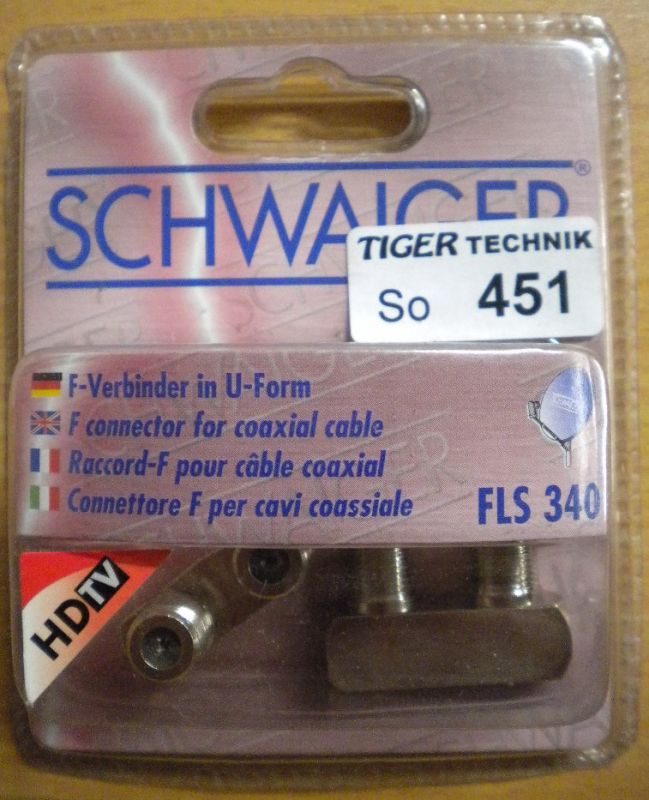 SCHWAIGER®
TIGER TECHNIK
So 451
F-Verbinder in U-Form
F connector for coaxial cable
Raccord-F pour câble coaxial
Connettore F per cavi coassiale
FLS 340
HDTV